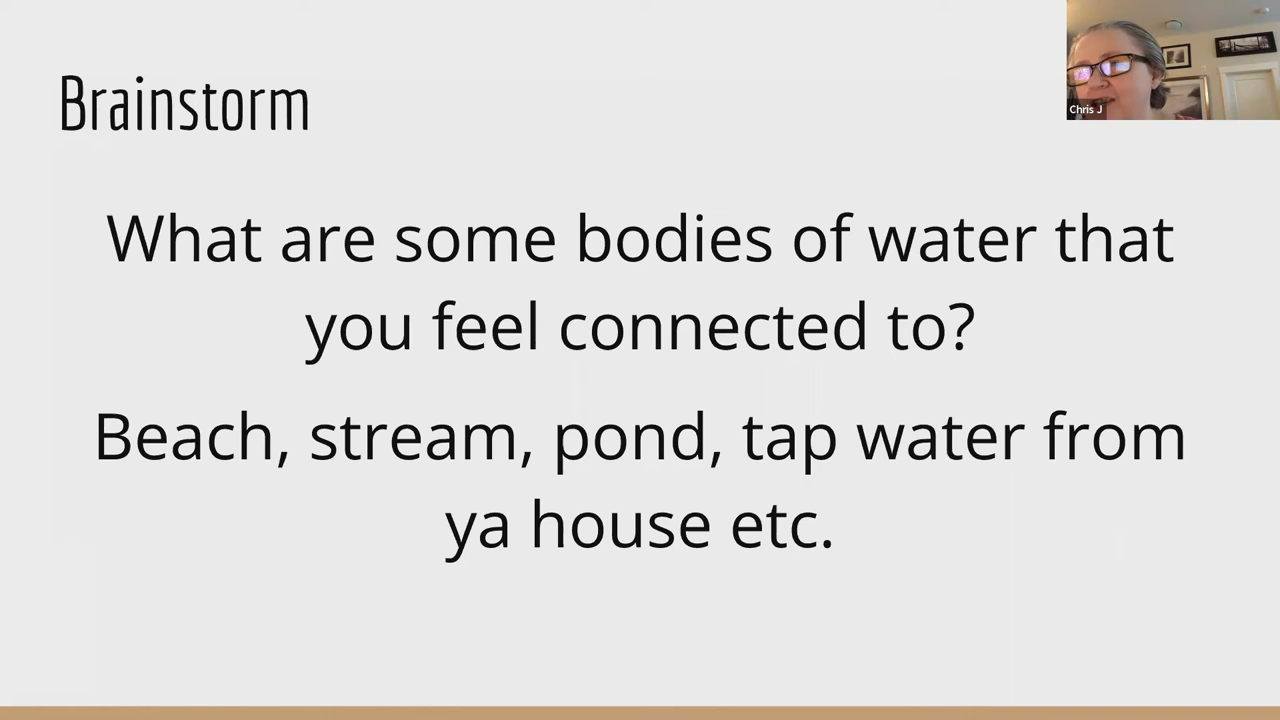 Brainstorm
Chris J
What are some bodies of water that
you feel connected to?
Beach, stream, pond, tap water from
ya house etc.